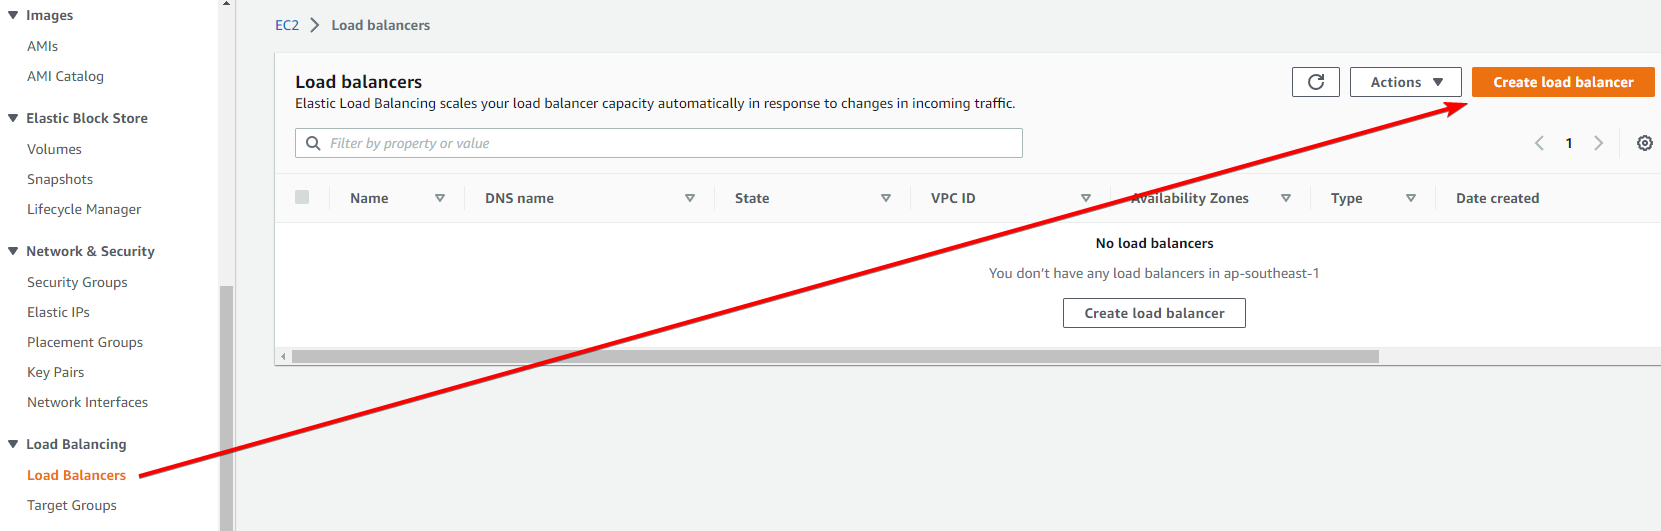 Images
AMIs
AMI Catalog
Elastic Block Store
Volumes
Snapshots
Lifecycle Manager
Network & Security
Security Groups
Elastic IPs
Placement Groups
Key Pairs
Network Interfaces
Load Balancing
Load Balancers
Target Groups
EC2 Load balancers
Load balancers
Actions Create load balancer
Elastic Load Balancing scales your load balancer capacity automatically in response to changes in incoming traffic.
Filter by property or value
1
Name DNS name State VPC ID Availability Zones Type Date created
No load balancers
You don't have any load balancers in ap-southeast-1
Create load balancer